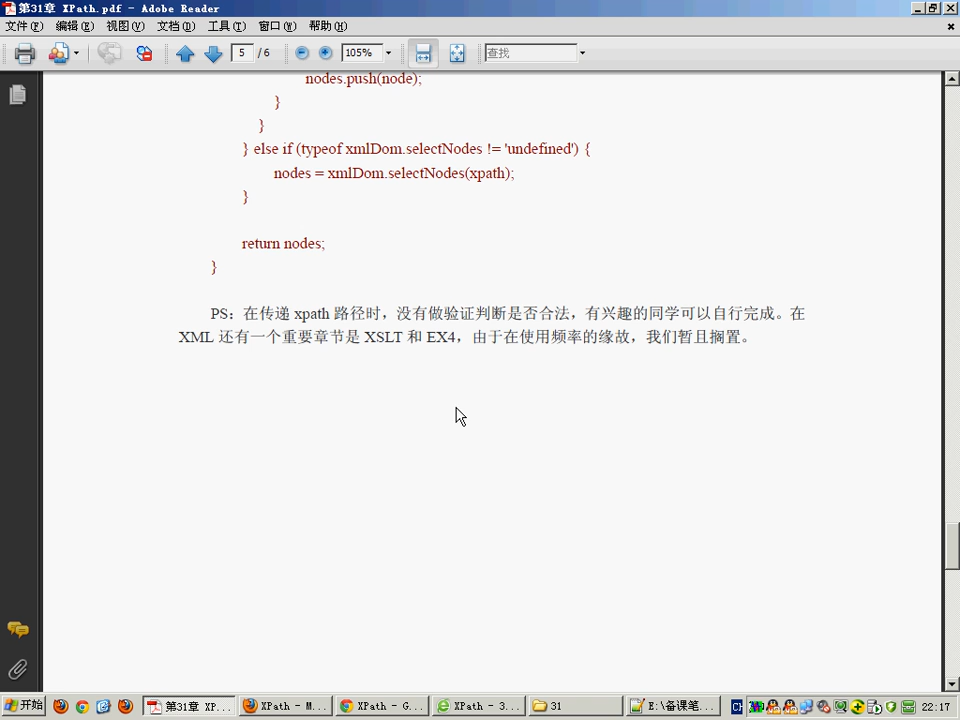 第31章 XPath.pdf - Adobe Reader
文件(F) 编辑(E) 视图(V) 文档(D) 工具(T) 窗口(W) 帮助(H)
5 / 6 105% 查找
nodes.push(node);
}
}
} else if (typeof xmlDom.selectNodes != 'undefined') {
nodes = xmlDom.selectNodes(xpath);
}
return nodes;
}
PS：在传递 xpath 路径时，没有做验证判断是否合法，有兴趣的同学可以自行完成。在
XML 还有一个重要章节是 XSLT 和 EX4，由于在使用频率的缘故，我们暂且搁置。
开始 第31章 XP... XPath - M... XPath - G... XPath - 3... 31 E:\备课笔... CH 22:17